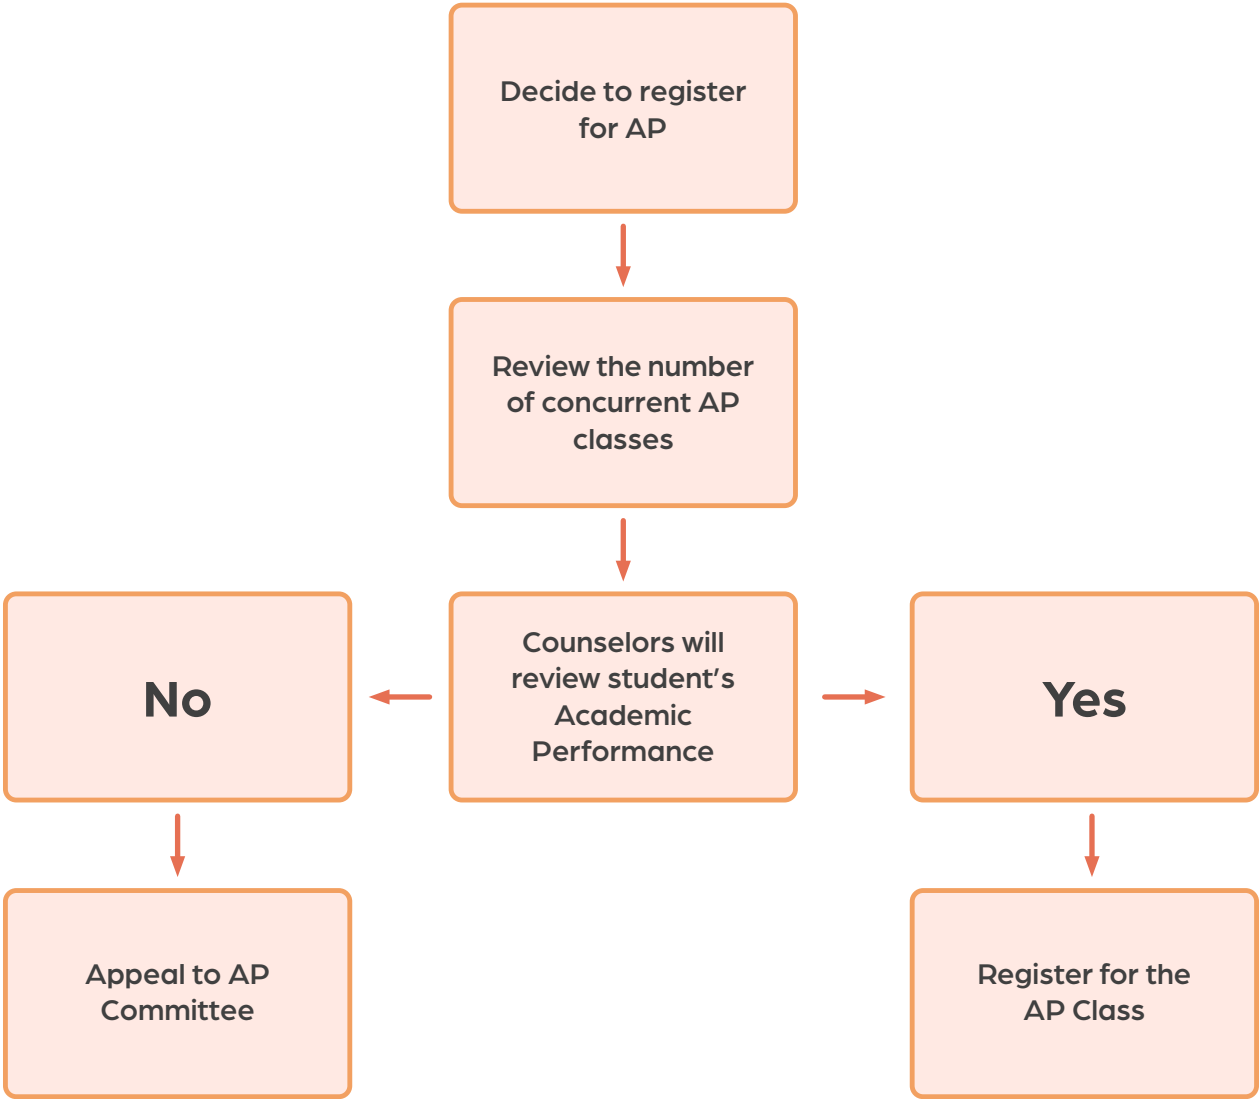 Decide to register
for AP
Review the number
of concurrent AP
classes
No
Counselors will
review student's
Academic
Performance
Yes
Appeal to AP
Committee
Register for the
AP Class